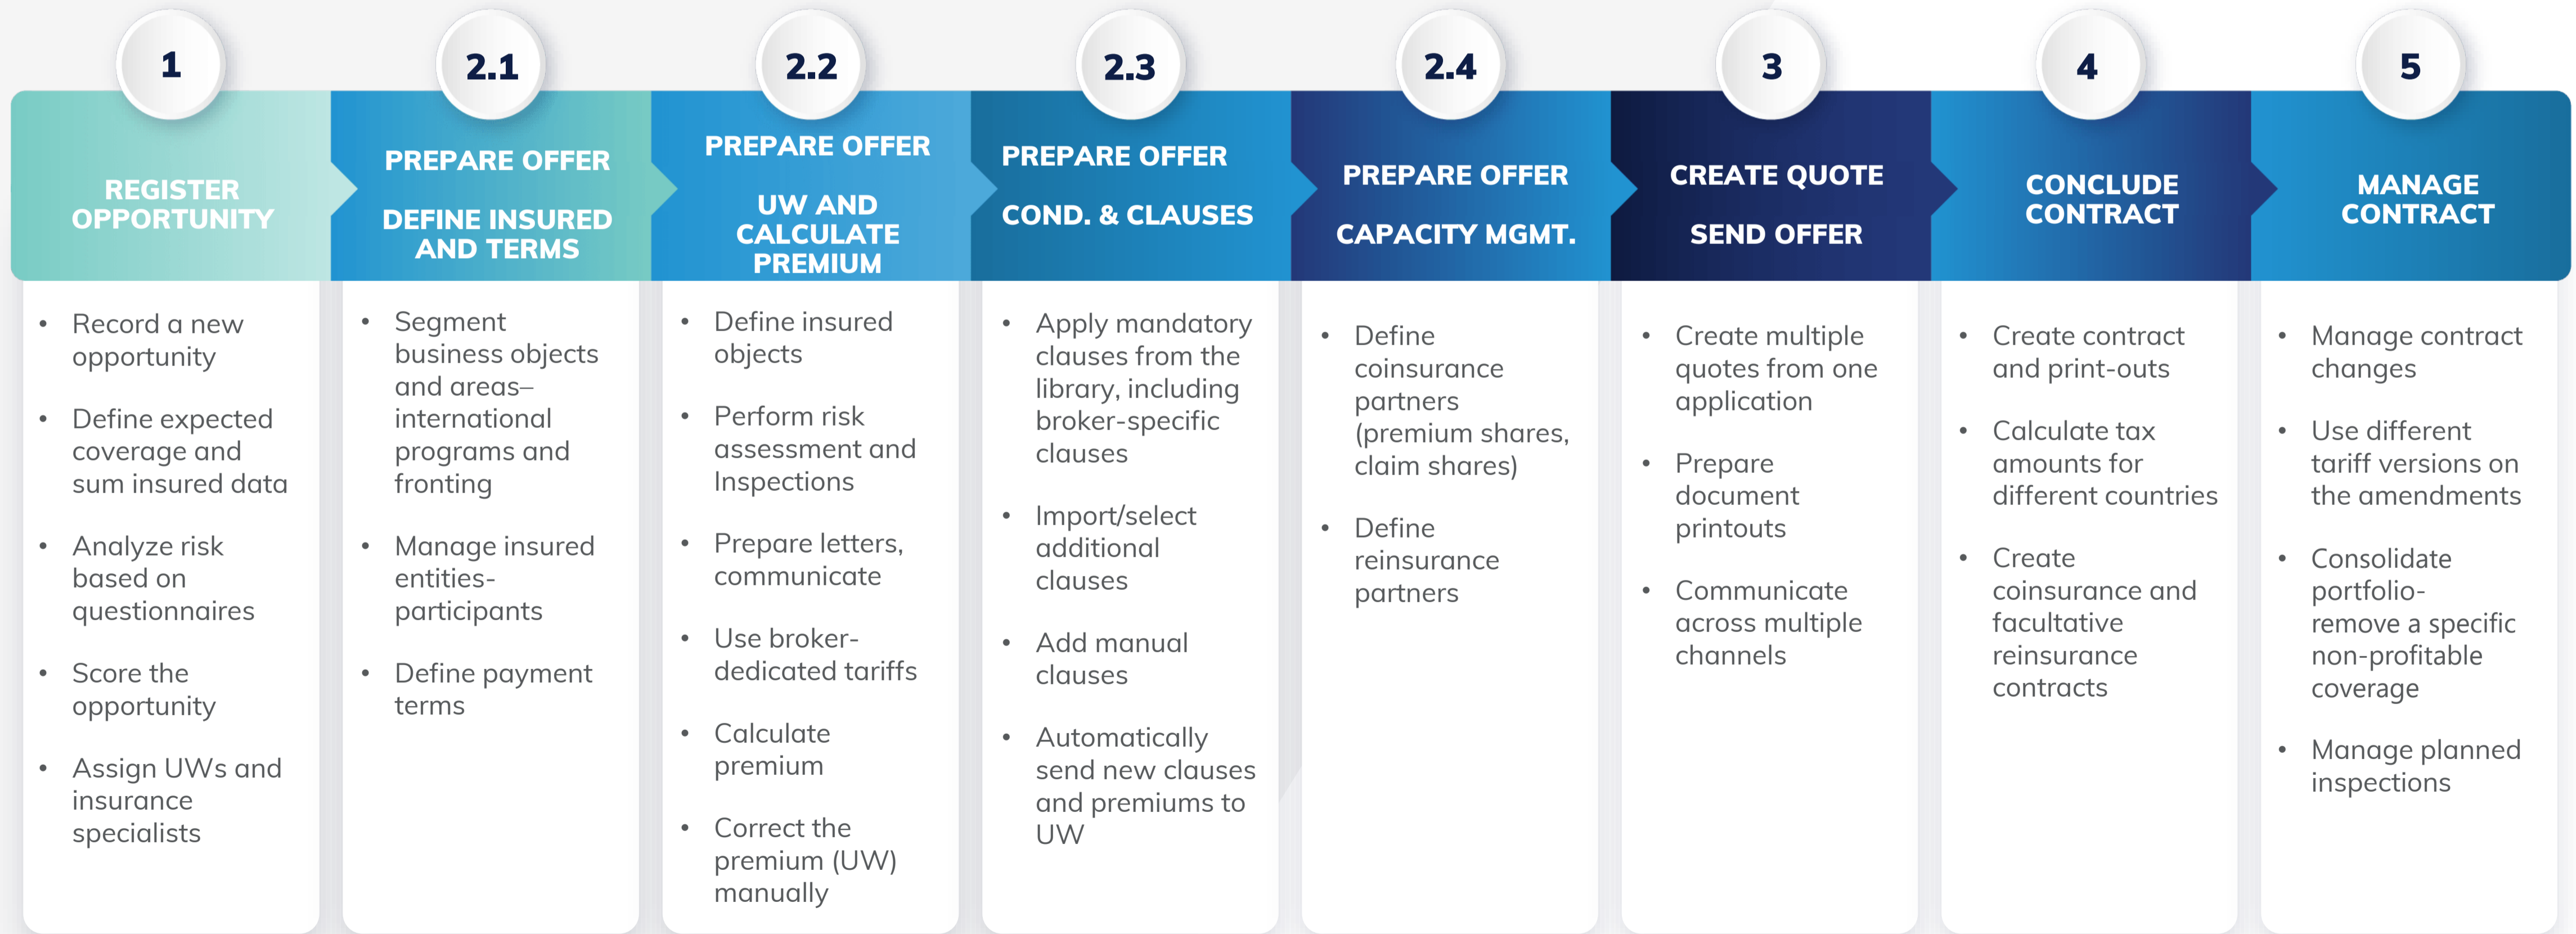 1
REGISTER
OPPORTUNITY
• Record a new
opportunity
• Define expected
coverage and
sum insured data
• Analyze risk
based on
questionnaires
• Score the
opportunity
• Assign UWs and
insurance
specialists
2.1
PREPARE OFFER
DEFINE INSURED
AND TERMS
• Segment
business objects
and areas–
international
programs and
fronting
• Manage insured
entities-
participants
• Define payment
terms
2.2
PREPARE OFFER
UW AND
CALCULATE
PREMIUM
• Define insured
objects
• Perform risk
assessment and
Inspections
• Prepare letters,
communicate
• Use broker-
dedicated tariffs
• Calculate
premium
• Correct the
premium (UW)
manually
2.3
PREPARE OFFER
COND. & CLAUSES
• Apply mandatory
clauses from the
library, including
broker-specific
clauses
• Import/select
additional
clauses
• Add manual
clauses
• Automatically
send new clauses
and premiums to
UW
2.4
PREPARE OFFER
CAPACITY MGMT.
• Define
coinsurance
partners
(premium shares,
claim shares)
• Define
reinsurance
partners
3
CREATE QUOTE
SEND OFFER
• Create multiple
quotes from one
application
• Prepare
document
printouts
• Communicate
across multiple
channels
4
CONCLUDE
CONTRACT
• Create contract
and print-outs
• Calculate tax
amounts for
different countries
• Create
coinsurance and
facultative
reinsurance
contracts
5
MANAGE
CONTRACT
• Manage contract
changes
• Use different
tariff versions on
the amendments
• Consolidate
portfolio-
remove a specific
non-profitable
coverage
• Manage planned
inspections